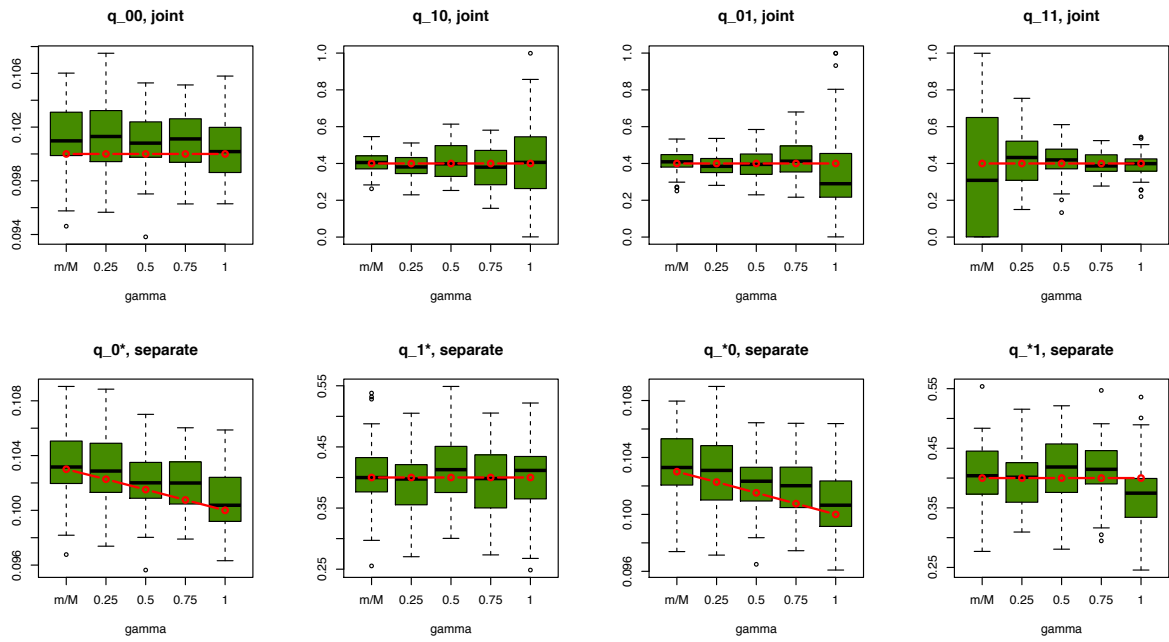 q_00, joint
0.106
0.102
0.098
0.094
m/M 0.25 0.5 0.75 1
gamma
q_10, joint
1.0
0.8
0.6
0.4
0.2
0.0
m/M 0.25 0.5 0.75 1
gamma
q_01, joint
1.0
0.8
0.6
0.4
0.2
0.0
m/M 0.25 0.5 0.75 1
gamma
q_11, joint
1.0
0.8
0.6
0.4
0.2
0.0
m/M 0.25 0.5 0.75 1
gamma
q_0*, separate
0.108
0.104
0.100
0.096
m/M 0.25 0.5 0.75 1
gamma
q_1*, separate
0.55
0.45
0.35
0.25
m/M 0.25 0.5 0.75 1
gamma
q_*0, separate
0.108
0.104
0.100
0.096
m/M 0.25 0.5 0.75 1
gamma
q_*1, separate
0.55
0.45
0.35
0.25
m/M 0.25 0.5 0.75 1
gamma